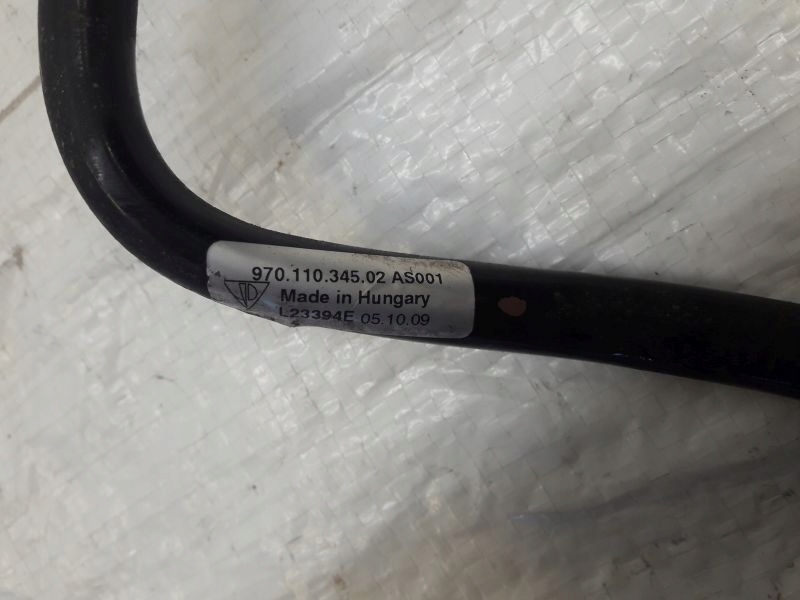 970.110.345.02 AS001
Made in Hungary
L23394E 05.10.09